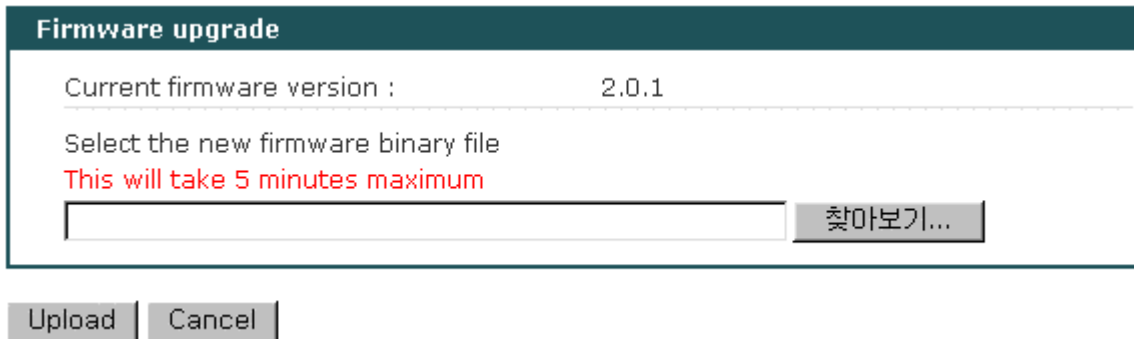 Firmware upgrade
Current firmware version : 2.0.1
Select the new firmware binary file
This will take 5 minutes maximum
찾아보기...
Upload Cancel